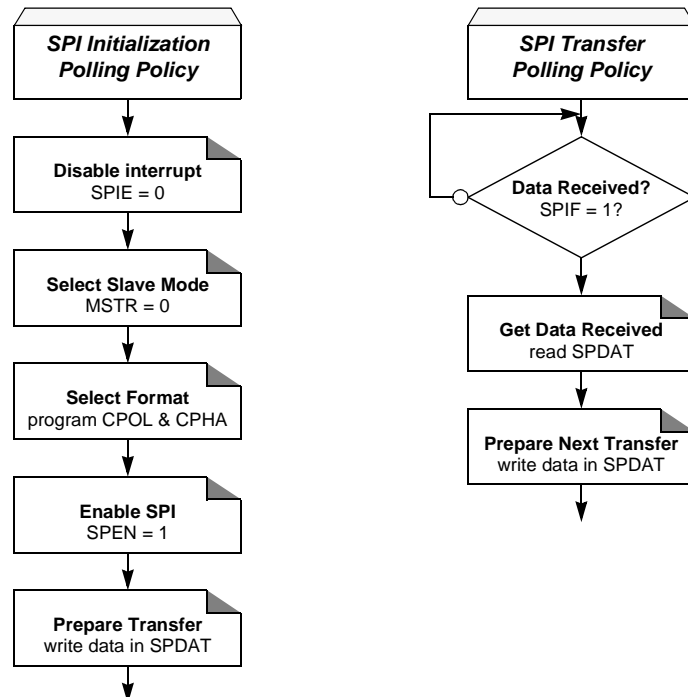 SPI Initialization
Polling Policy
Disable interrupt
SPIE = 0
Select Slave Mode
MSTR = 0
Select Format
program CPOL & CPHA
Enable SPI
SPEN = 1
Prepare Transfer
write data in SPDAT
SPI Transfer
Polling Policy
Data Received?
SPIF = 1?
Get Data Received
read SPDAT
Prepare Next Transfer
write data in SPDAT